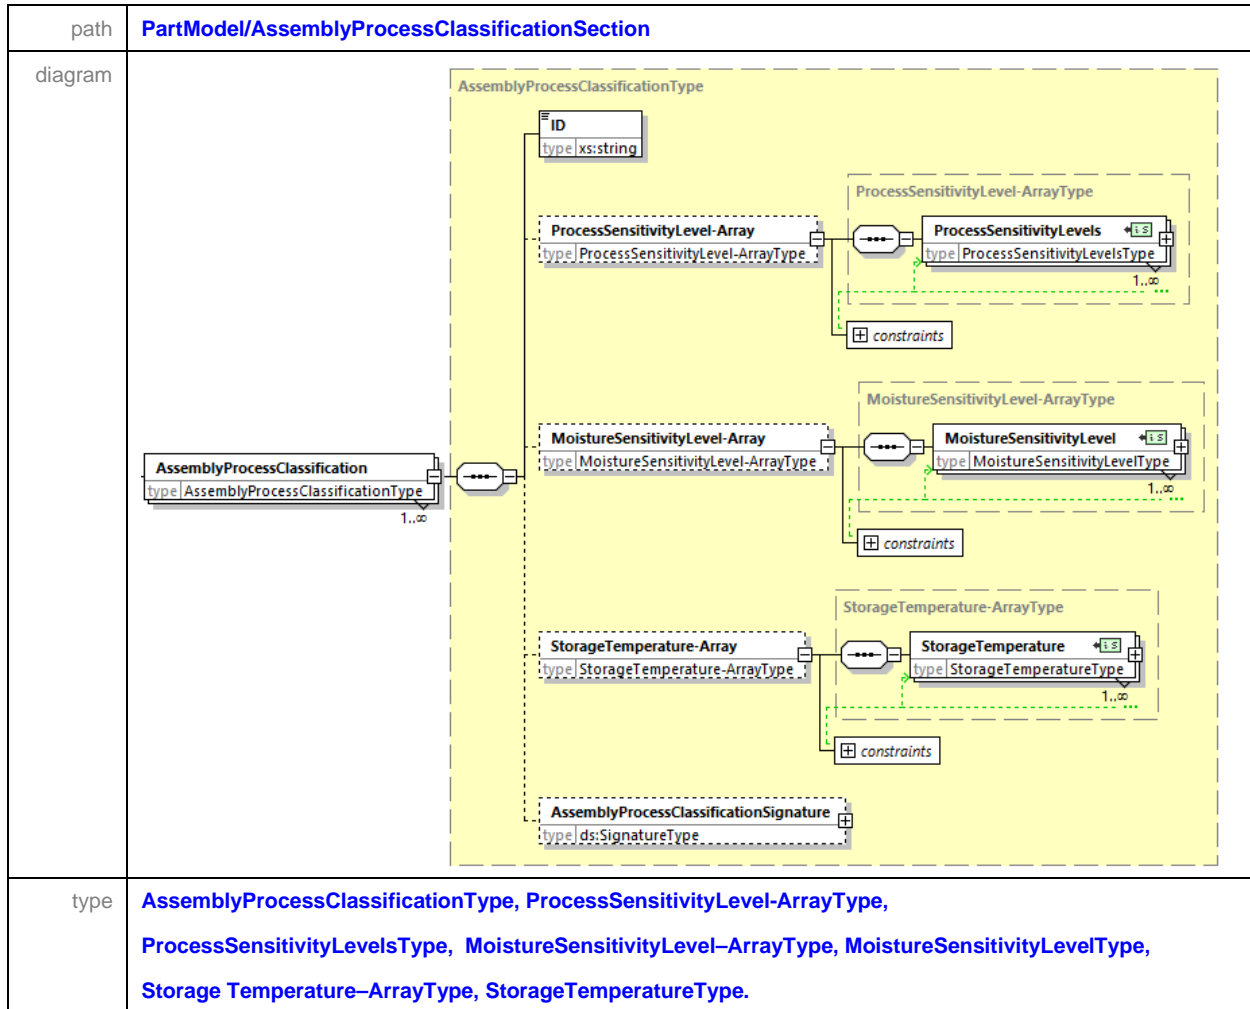 path
PartModel/AssemblyProcessClassificationSection
diagram
AssemblyProcessClassificationType
ID
type xs:string
ProcessSensitivityLevel-ArrayType
ProcessSensitivityLevel-Array
type ProcessSensitivityLevel-ArrayType
ProcessSensitivityLevels
type ProcessSensitivityLevelsType
1..∞
constraints
MoistureSensitivityLevel-ArrayType
MoistureSensitivityLevel-Array
type MoistureSensitivityLevel-ArrayType
MoistureSensitivityLevel
type MoistureSensitivityLevelType
1..∞
constraints
AssemblyProcessClassification
type AssemblyProcessClassificationType
1..∞
StorageTemperature-ArrayType
StorageTemperature-Array
type StorageTemperature-ArrayType
StorageTemperature
type StorageTemperatureType
1..∞
constraints
AssemblyProcessClassificationSignature
type ds:SignatureType
type
AssemblyProcessClassificationType, ProcessSensitivityLevel-ArrayType,
ProcessSensitivityLevelsType, MoistureSensitivityLevel–ArrayType, MoistureSensitivityLevelType,
Storage Temperature–ArrayType, StorageTemperatureType.